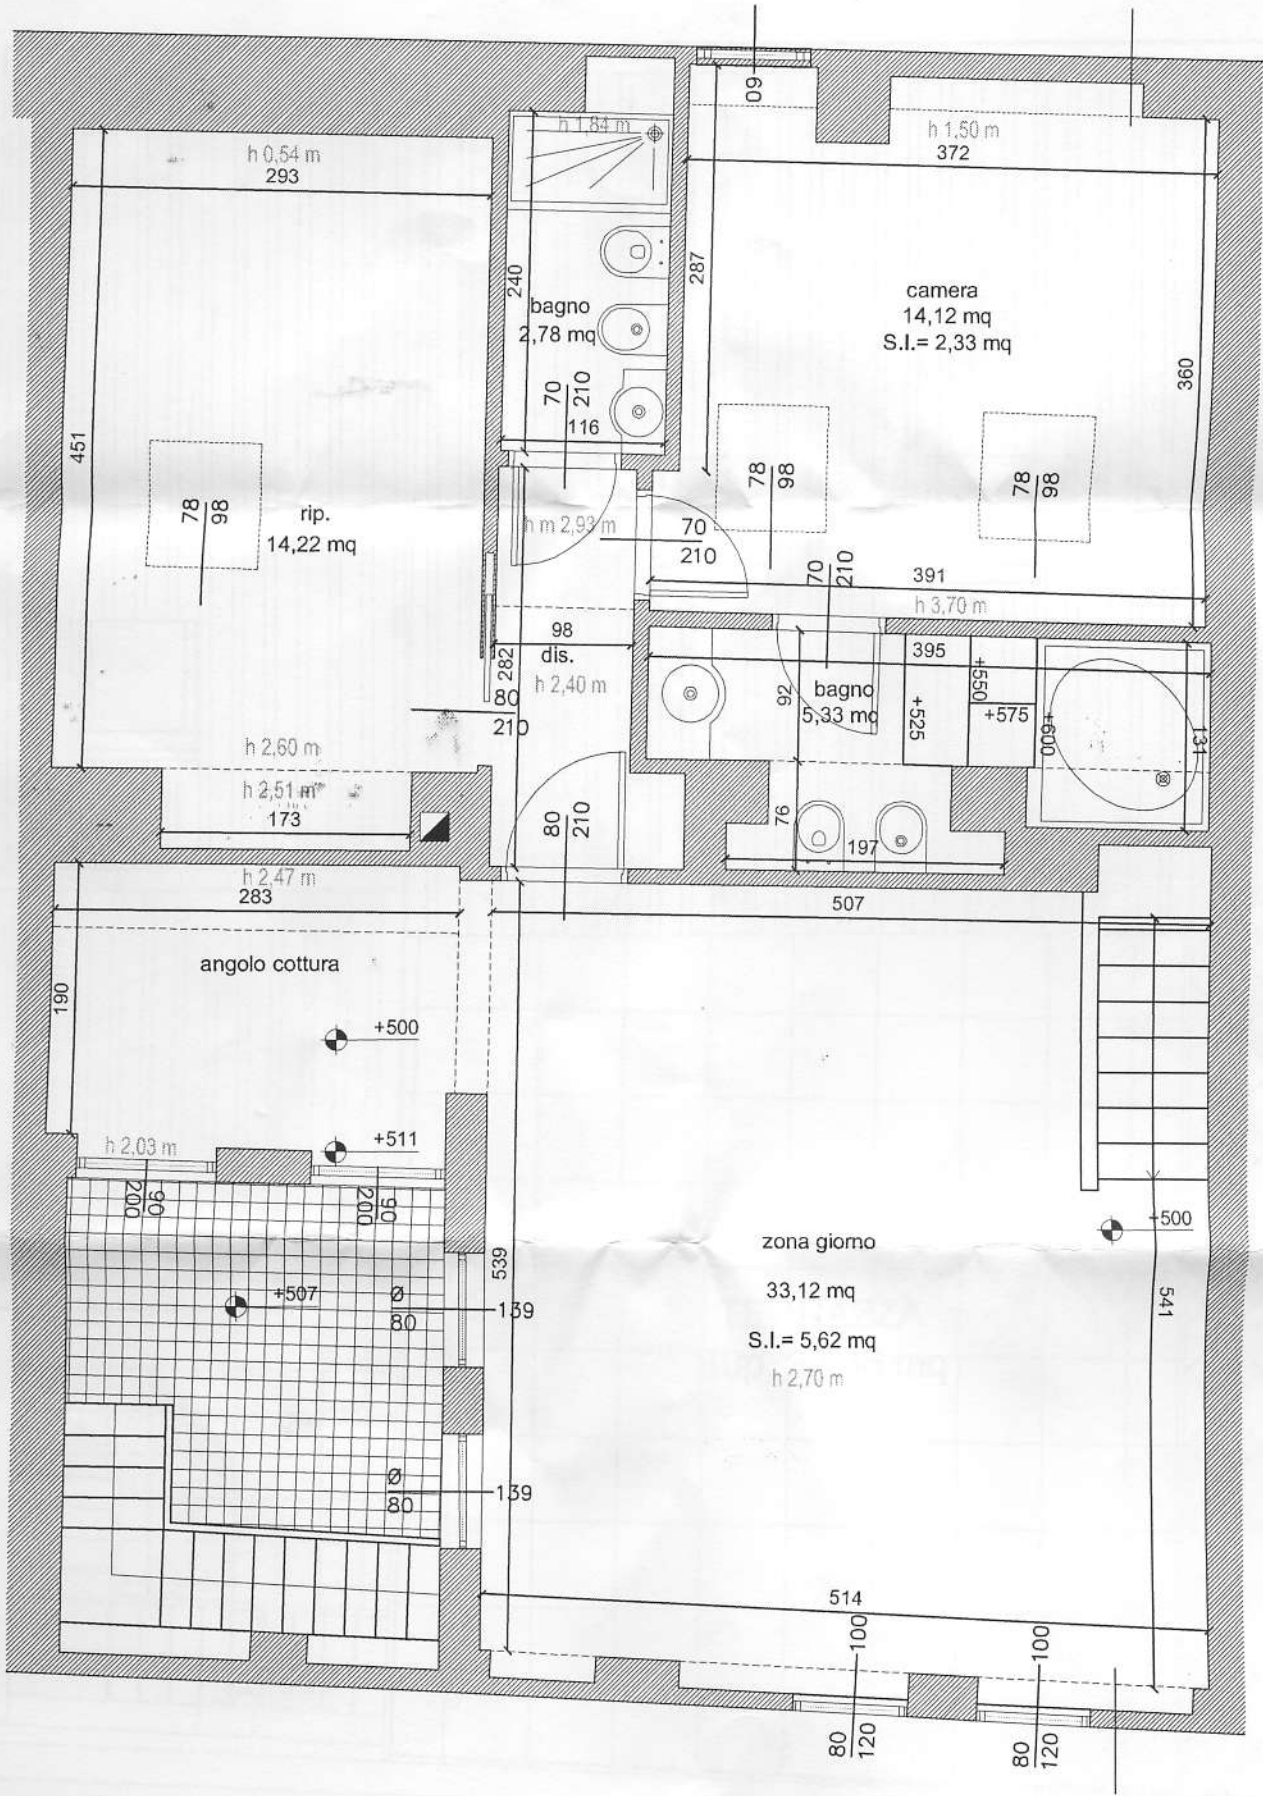 60
h 1,84 m
h 1,50 m
372
h 0,54 m
293
287
240
bagno
2,78 mq
camera
14,12 mq
S.I.= 2,33 mq
360
70
210
116
451
78
98
78
98
78
98
rip.
14,22 mq
h m 2,93 m
70
210
70
210
391
h 3,70 m
98
dis.
h 2,40 m
282
80
210
395
92
bagno
5,33 mq
+525
+550
+575
+600
131
h 2,60 m
h 2,51 m
173
80
210
76
197
h 2,47 m
283
507
angolo cottura
190
+500
+511
h 2,03 m
90
200
90
200
+507
539
Ø
80
139
Ø
80
139
zona giorno
33,12 mq
S.I.= 5,62 mq
h 2,70 m
+500
541
514
100
80
120
100
80
120